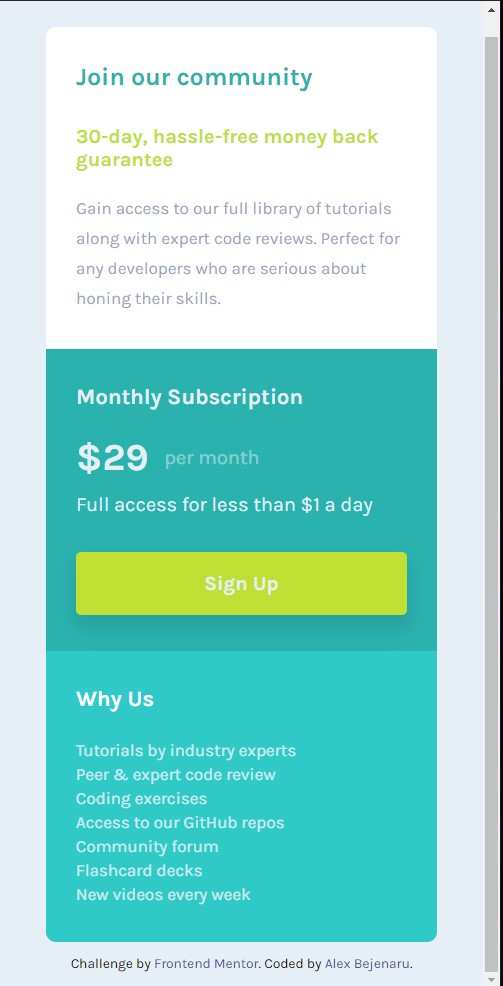 Join our community
30-day, hassle-free money back
guarantee
Gain access to our full library of tutorials
along with expert code reviews. Perfect for
any developers who are serious about
honing their skills.
Monthly Subscription
$29 per month
Full access for less than $1 a day
Sign Up
Why Us
Tutorials by industry experts
Peer & expert code review
Coding exercises
Access to our GitHub repos
Community forum
Flashcard decks
New videos every week
Challenge by Frontend Mentor. Coded by Alex Bejenaru.